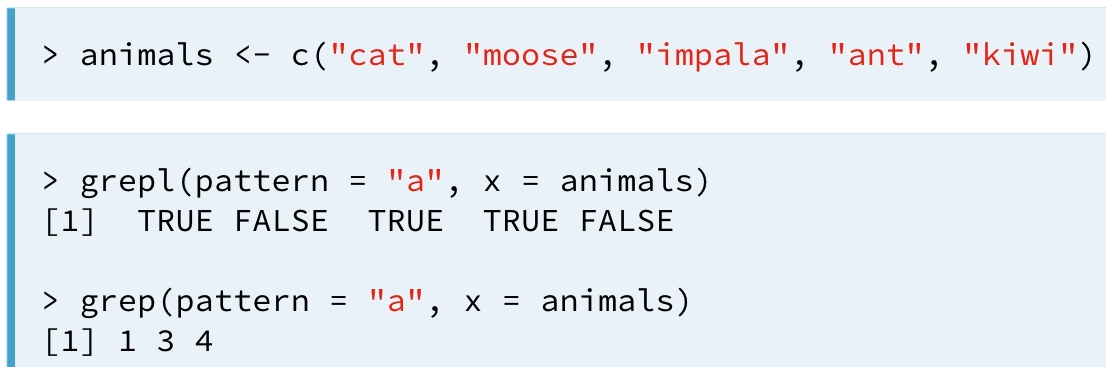 > animals <- c("cat", "moose", "impala", "ant", "kiwi")
> grepl(pattern = "a", x = animals)
[1]  TRUE FALSE  TRUE  TRUE FALSE
> grep(pattern = "a", x = animals)
[1] 1 3 4